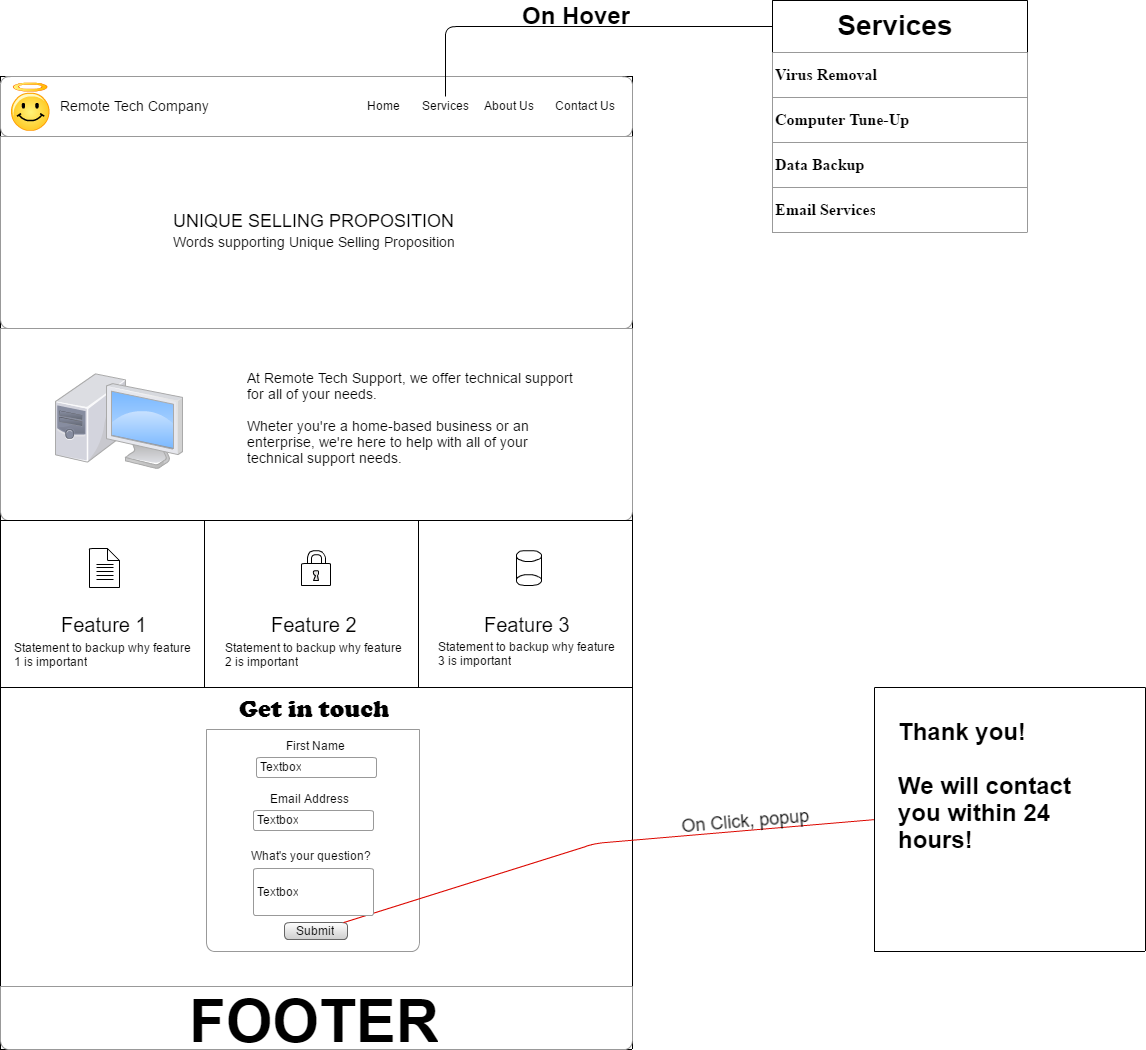 On Hover
Services
Virus Removal
Computer Tune-Up
Data Backup
Email Services
Remote Tech Company
Home
Services
About Us
Contact Us
UNIQUE SELLING PROPOSITION
Words supporting Unique Selling Proposition
At Remote Tech Support, we offer technical support
for all of your needs.
Wheter you're a home-based business or an
enterprise, we're here to help with all of your
technical support needs.
Feature 1
Statement to backup why feature
1 is important
Feature 2
Statement to backup why feature
2 is important
Feature 3
Statement to backup why feature
3 is important
Get in touch
First Name
Textbox
Email Address
Textbox
What's your question?
Textbox
Submit
On Click, popup
Thank you!
We will contact
you within 24
hours!
FOOTER